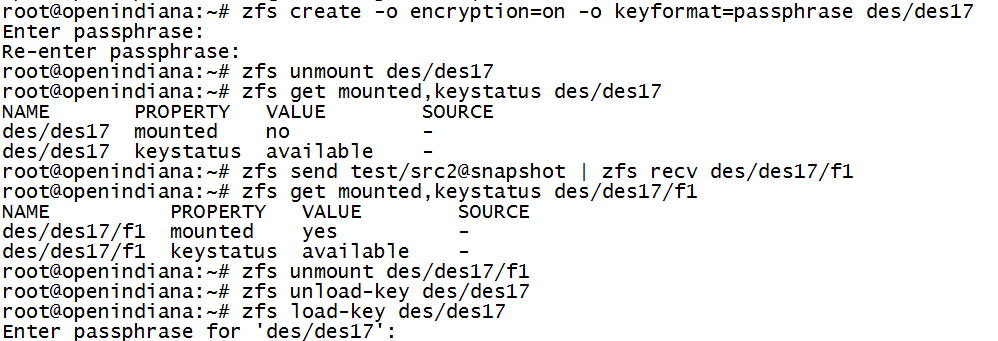 root@openindiana:~# zfs create -o encryption=on -o keyformat=passphrase des/des17
Enter passphrase:
Re-enter passphrase:
root@openindiana:~# zfs unmount des/des17
root@openindiana:~# zfs get mounted,keystatus des/des17
NAME       PROPERTY   VALUE        SOURCE
des/des17  mounted    no           -
des/des17  keystatus  available    -
root@openindiana:~# zfs send test/src2@snapshot | zfs recv des/des17/f1
root@openindiana:~# zfs get mounted,keystatus des/des17/f1
NAME          PROPERTY   VALUE        SOURCE
des/des17/f1  mounted    yes          -
des/des17/f1  keystatus  available    -
root@openindiana:~# zfs unmount des/des17/f1
root@openindiana:~# zfs unload-key des/des17
root@openindiana:~# zfs load-key des/des17
Enter passphrase for 'des/des17':